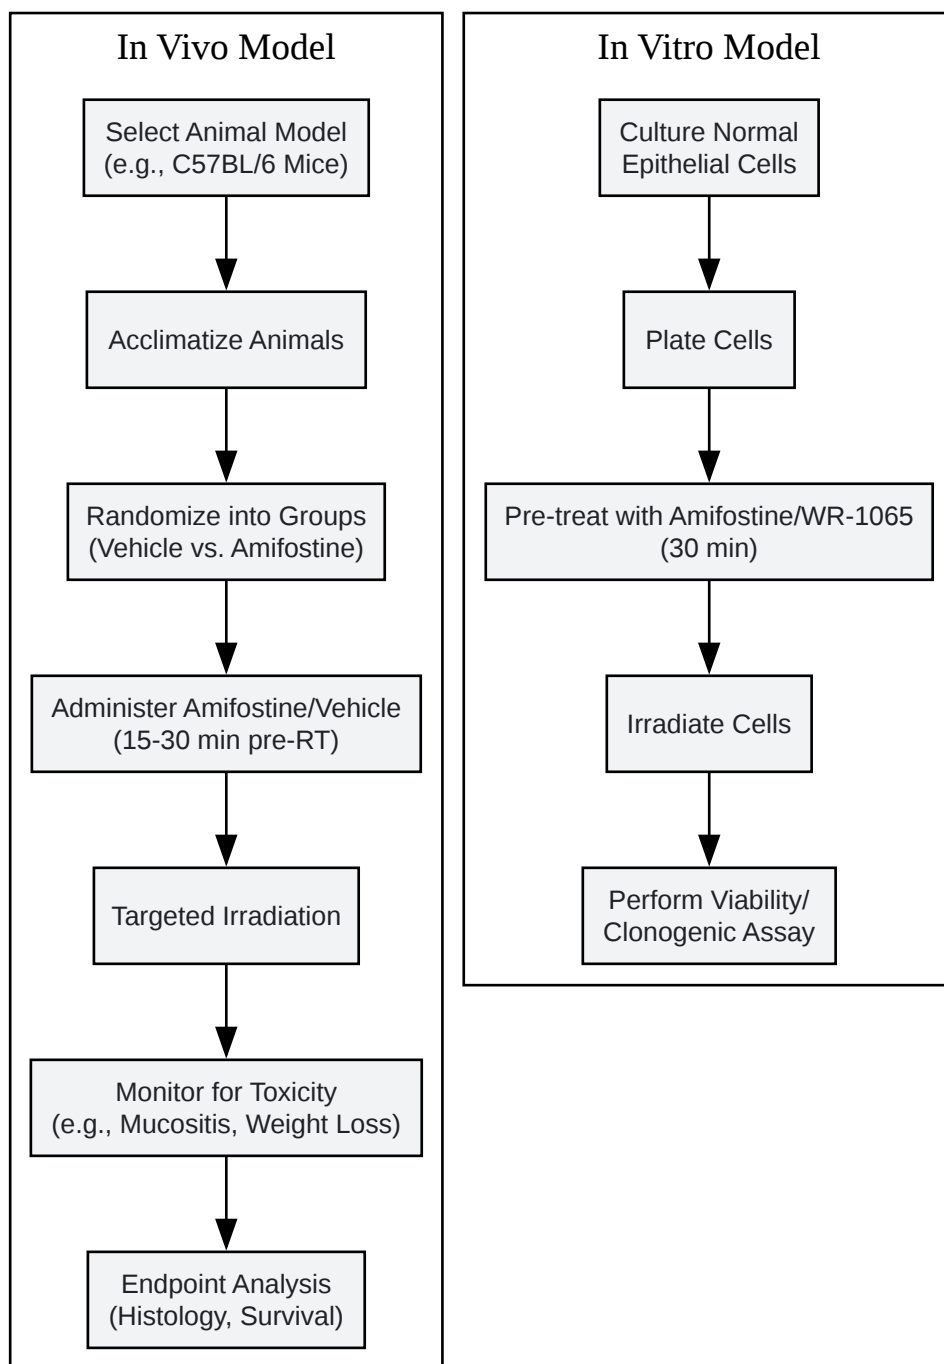 In Vivo Model
Select Animal Model
(e.g., C57BL/6 Mice)
Acclimatize Animals
Randomize into Groups
(Vehicle vs. Amifostine)
Administer Amifostine/Vehicle
(15-30 min pre-RT)
Targeted Irradiation
Monitor for Toxicity
(e.g., Mucositis, Weight Loss)
Endpoint Analysis
(Histology, Survival)
In Vitro Model
Culture Normal
Epithelial Cells
Plate Cells
Pre-treat with Amifostine/WR-1065
(30 min)
Irradiate Cells
Perform Viability/
Clonogenic Assay